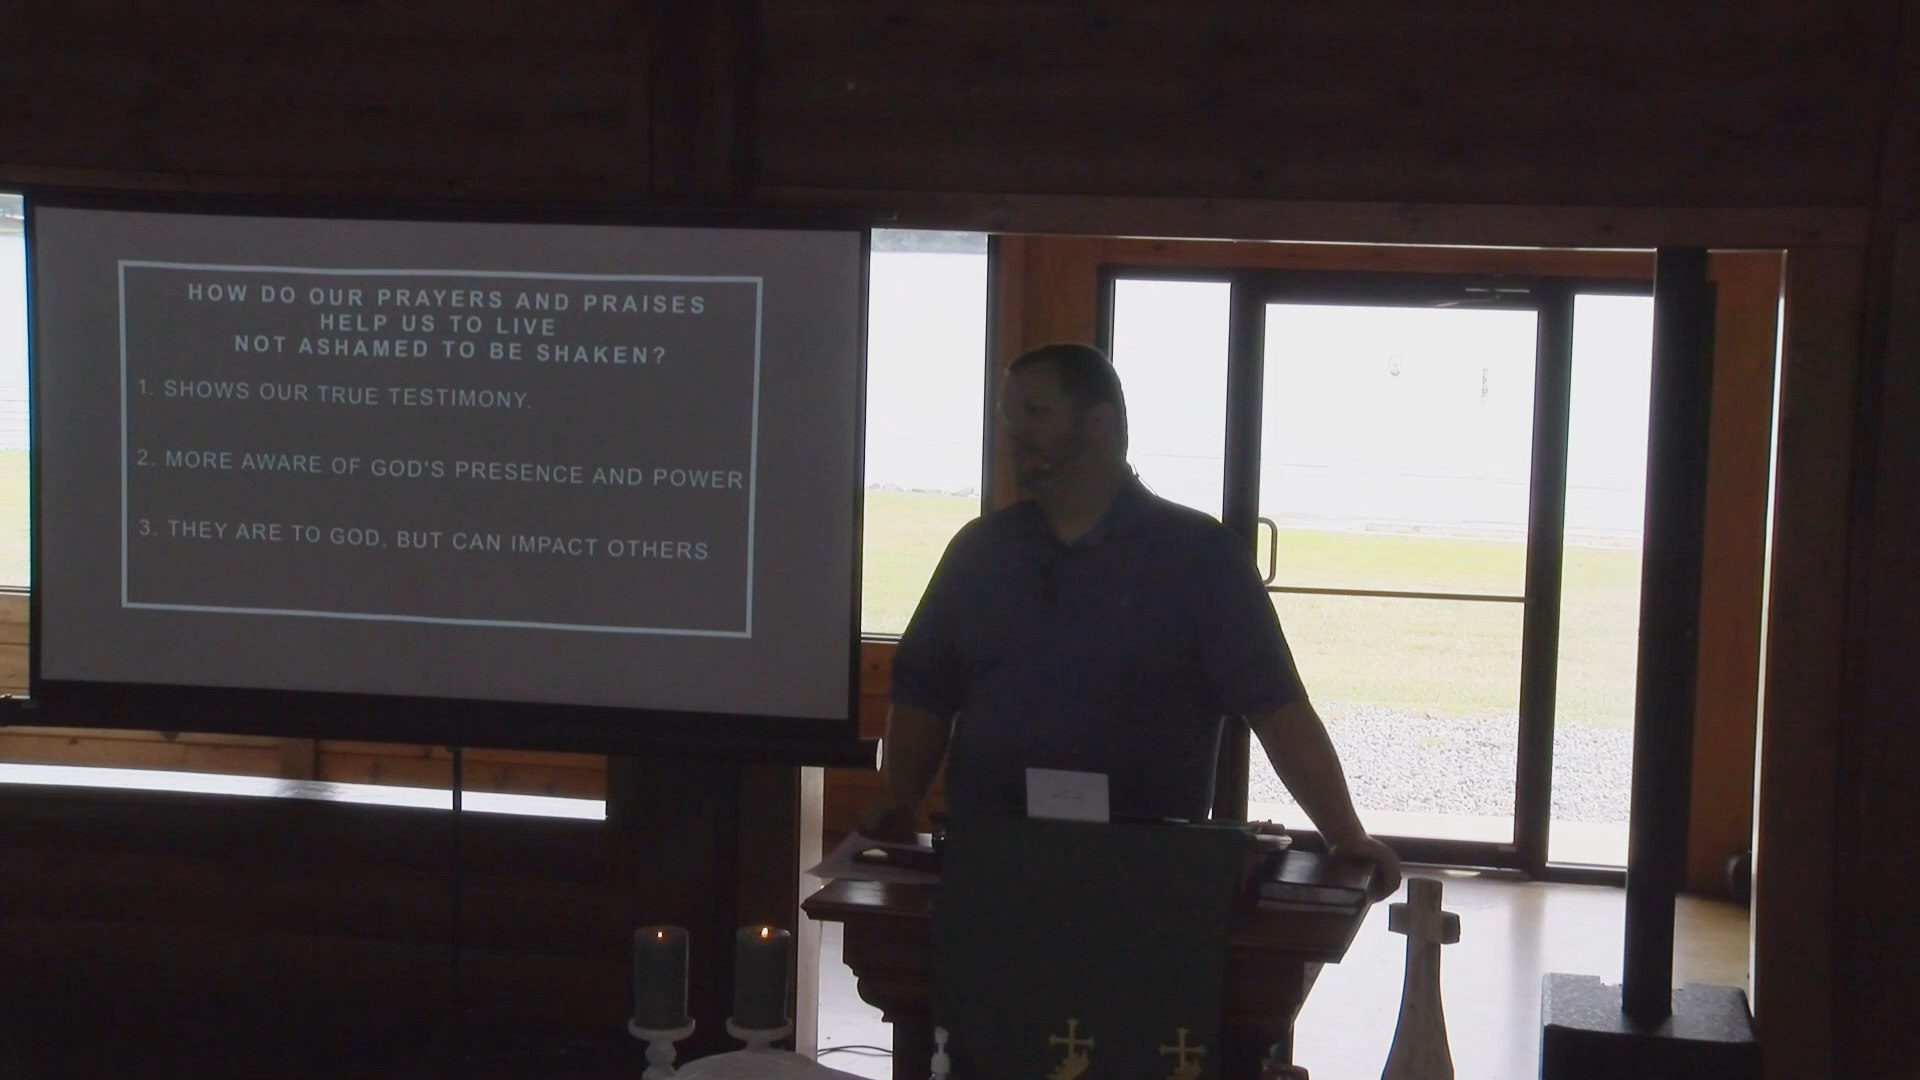 HOW DO OUR PRAYERS AND PRAISES
HELP US TO LIVE
NOT ASHAMED TO BE SHAKEN?
1. SHOWS OUR TRUE TESTIMONY.
2. MORE AWARE OF GOD'S PRESENCE AND POWER
3. THEY ARE TO GOD, BUT CAN IMPACT OTHERS